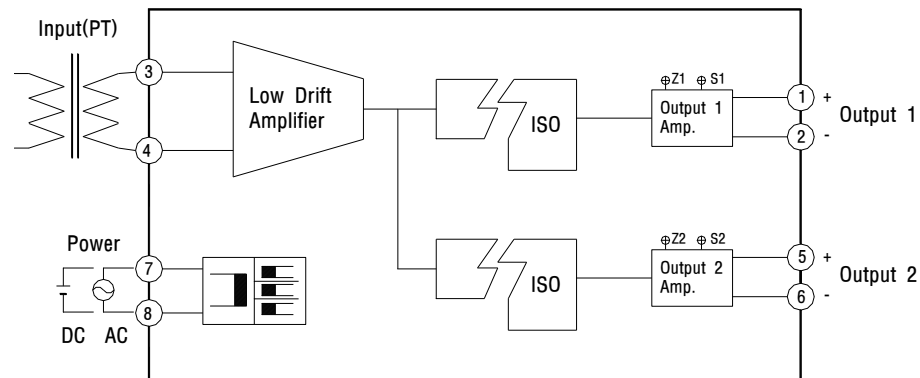 Input(PT)
3
4
Low Drift
Amplifier
ISO
Z1 S1
Output 1
Amp.
1 +
2 -
Output 1
Power
7
8
DC AC
ISO
Z2 S2
Output 2
Amp.
5 +
6 -
Output 2